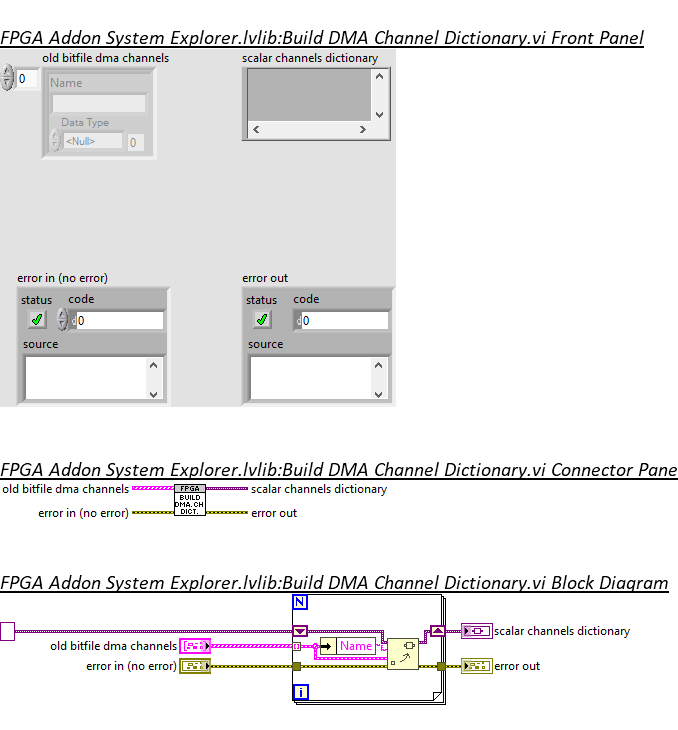 FPGA Addon System Explorer.lvlib:Build DMA Channel Dictionary.vi Front Panel
old bitfile dma channels
scalar channels dictionary
0
Name
Data Type
<Null>
0
error in (no error)
error out
status
code
status
code
0
d
0
source
source
FPGA Addon System Explorer.lvlib:Build DMA Channel Dictionary.vi Connector Pane
old bitfile dma channels
FPGA
scalar channels dictionary
BUILD
DMA.CH
error in (no error)
DICT.
error out
FPGA Addon System Explorer.lvlib:Build DMA Channel Dictionary.vi Block Diagram
N
scalar channels dictionary
old bitfile dma channels
Name
error in (no error)
error out
i